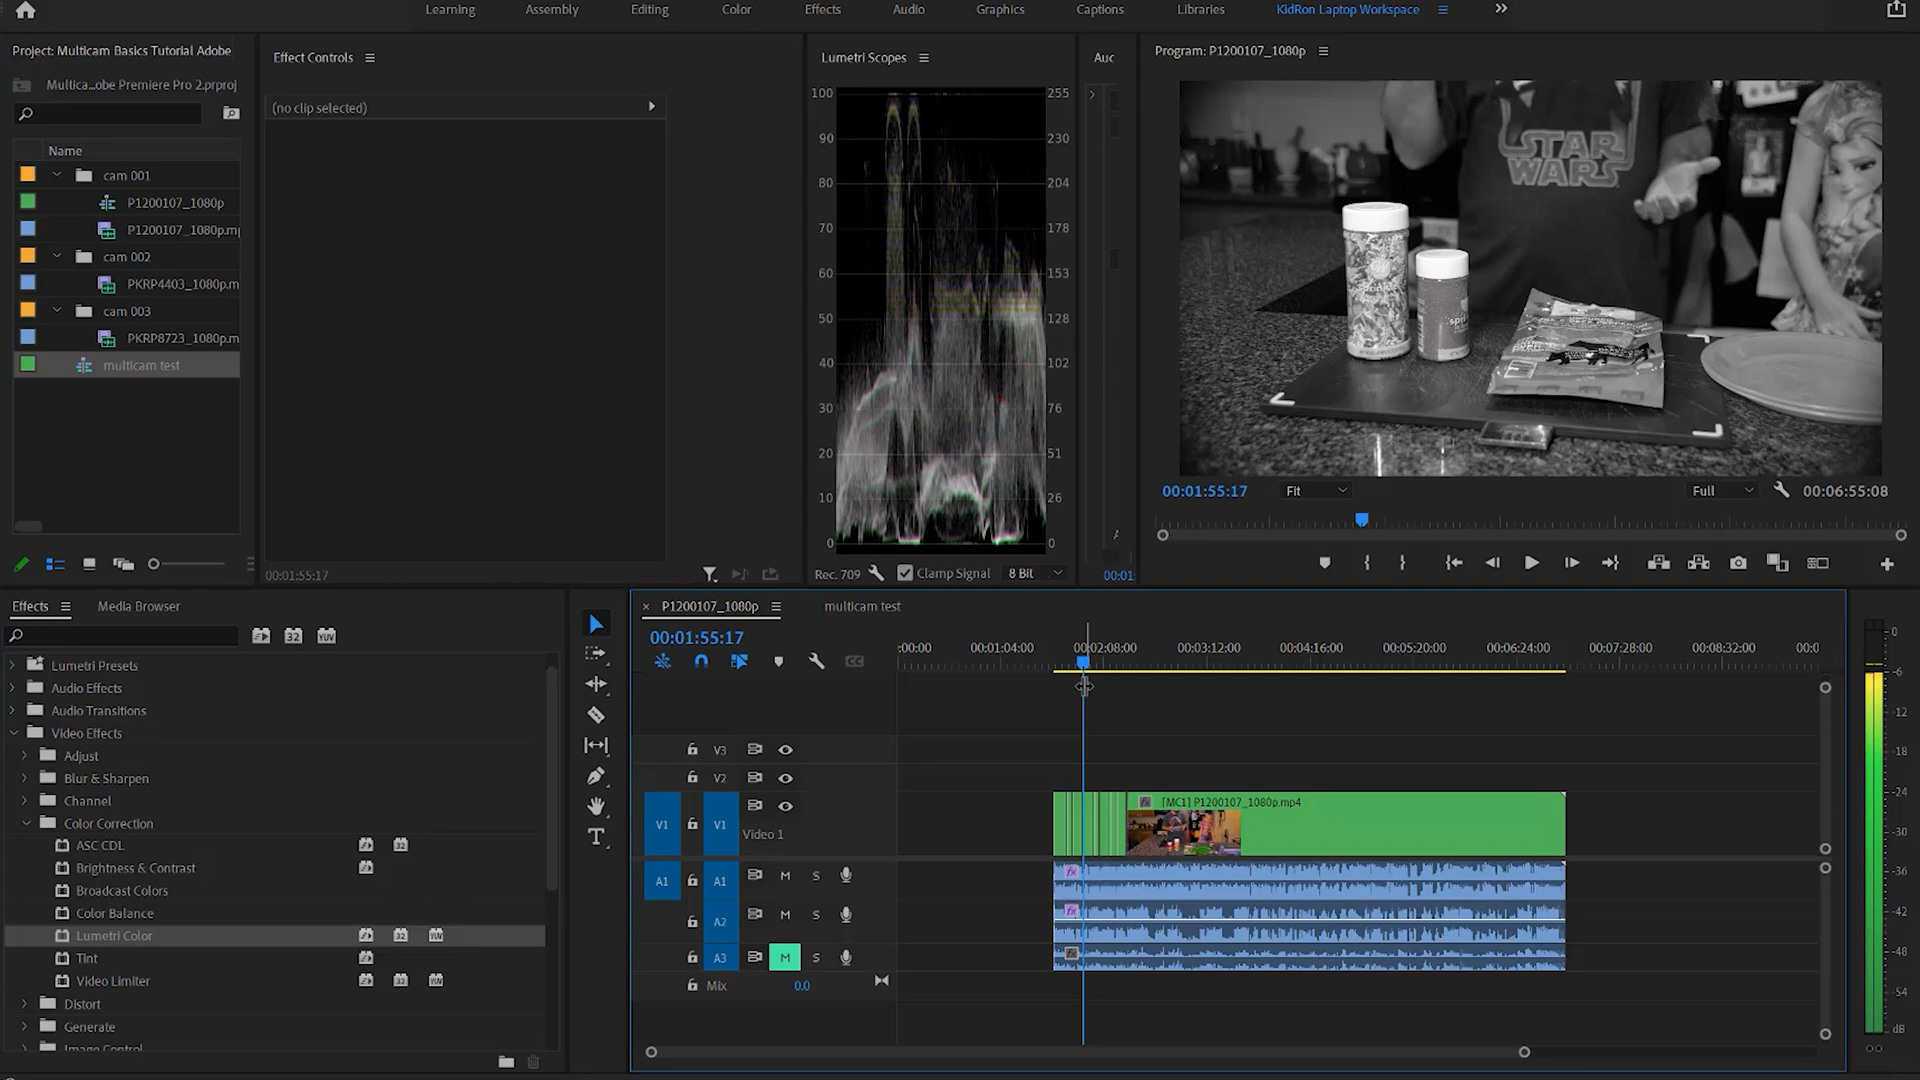 Learning Assembly Editing Color Effects Audio Graphics Captions Libraries KidRon Laptop Workspace
Project: Multicam Basics Tutorial Adobe
Multica...obe Premiere Pro 2.prproj
Name
cam 001
P1200107_1080p
P1200107_1080p.mp
cam 002
PKRP4403_1080p.m
cam 003
PKRP8723_1080p.m
multicam test
Effect Controls
(no clip selected)
00:01:55:17
Lumetri Scopes
100 255
90 230
80 204
70 178
60 153
50 128
40 102
30 76
20 51
10 26
0 0
Rec. 709 Clamp Signal 8 Bit
Auc
00:01:
Program: P1200107_1080p
STAR
WARS
00:01:55:17 Fit Full 00:06:55:08
Effects Media Browser
32 YUV
Lumetri Presets
Audio Effects
Audio Transitions
Video Effects
Adjust
Blur & Sharpen
Channel
Color Correction
ASC CDL
Brightness & Contrast
Broadcast Colors
Color Balance
Lumetri Color
Tint
Video Limiter
Distort
Generate
Image Control
P1200107_1080p multicam test
00:01:55:17
:00:00 00:01:04:00 00:02:08:00 00:03:12:00 00:04:16:00 00:05:20:00 00:06:24:00 00:07:28:00 00:08:32:00 00:0
V3
V2
V1 V1
Video 1
[MC1] P1200107_1080p.mp4
fx
A1 A1 M S
A2 M S
A3 M S
Mix 0.0
0
-6
-12
-18
-24
-30
-36
-42
-48
-54
dB